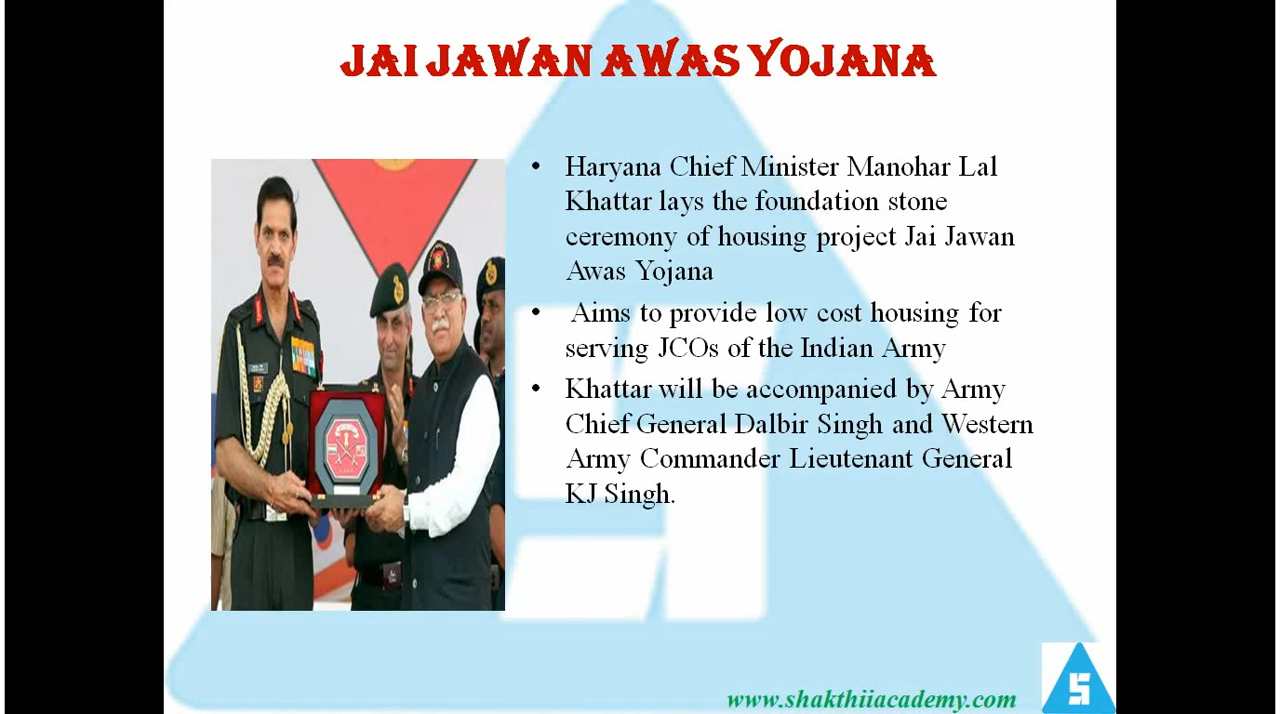 JAI JAWAN AWAS YOJANA
• Haryana Chief Minister Manohar Lal
Khattar lays the foundation stone
ceremony of housing project Jai Jawan
Awas Yojana
• Aims to provide low cost housing for
serving JCOs of the Indian Army
• Khattar will be accompanied by Army
Chief General Dalbir Singh and Western
Army Commander Lieutenant General
KJ Singh.
www.shakthiiacademy.com